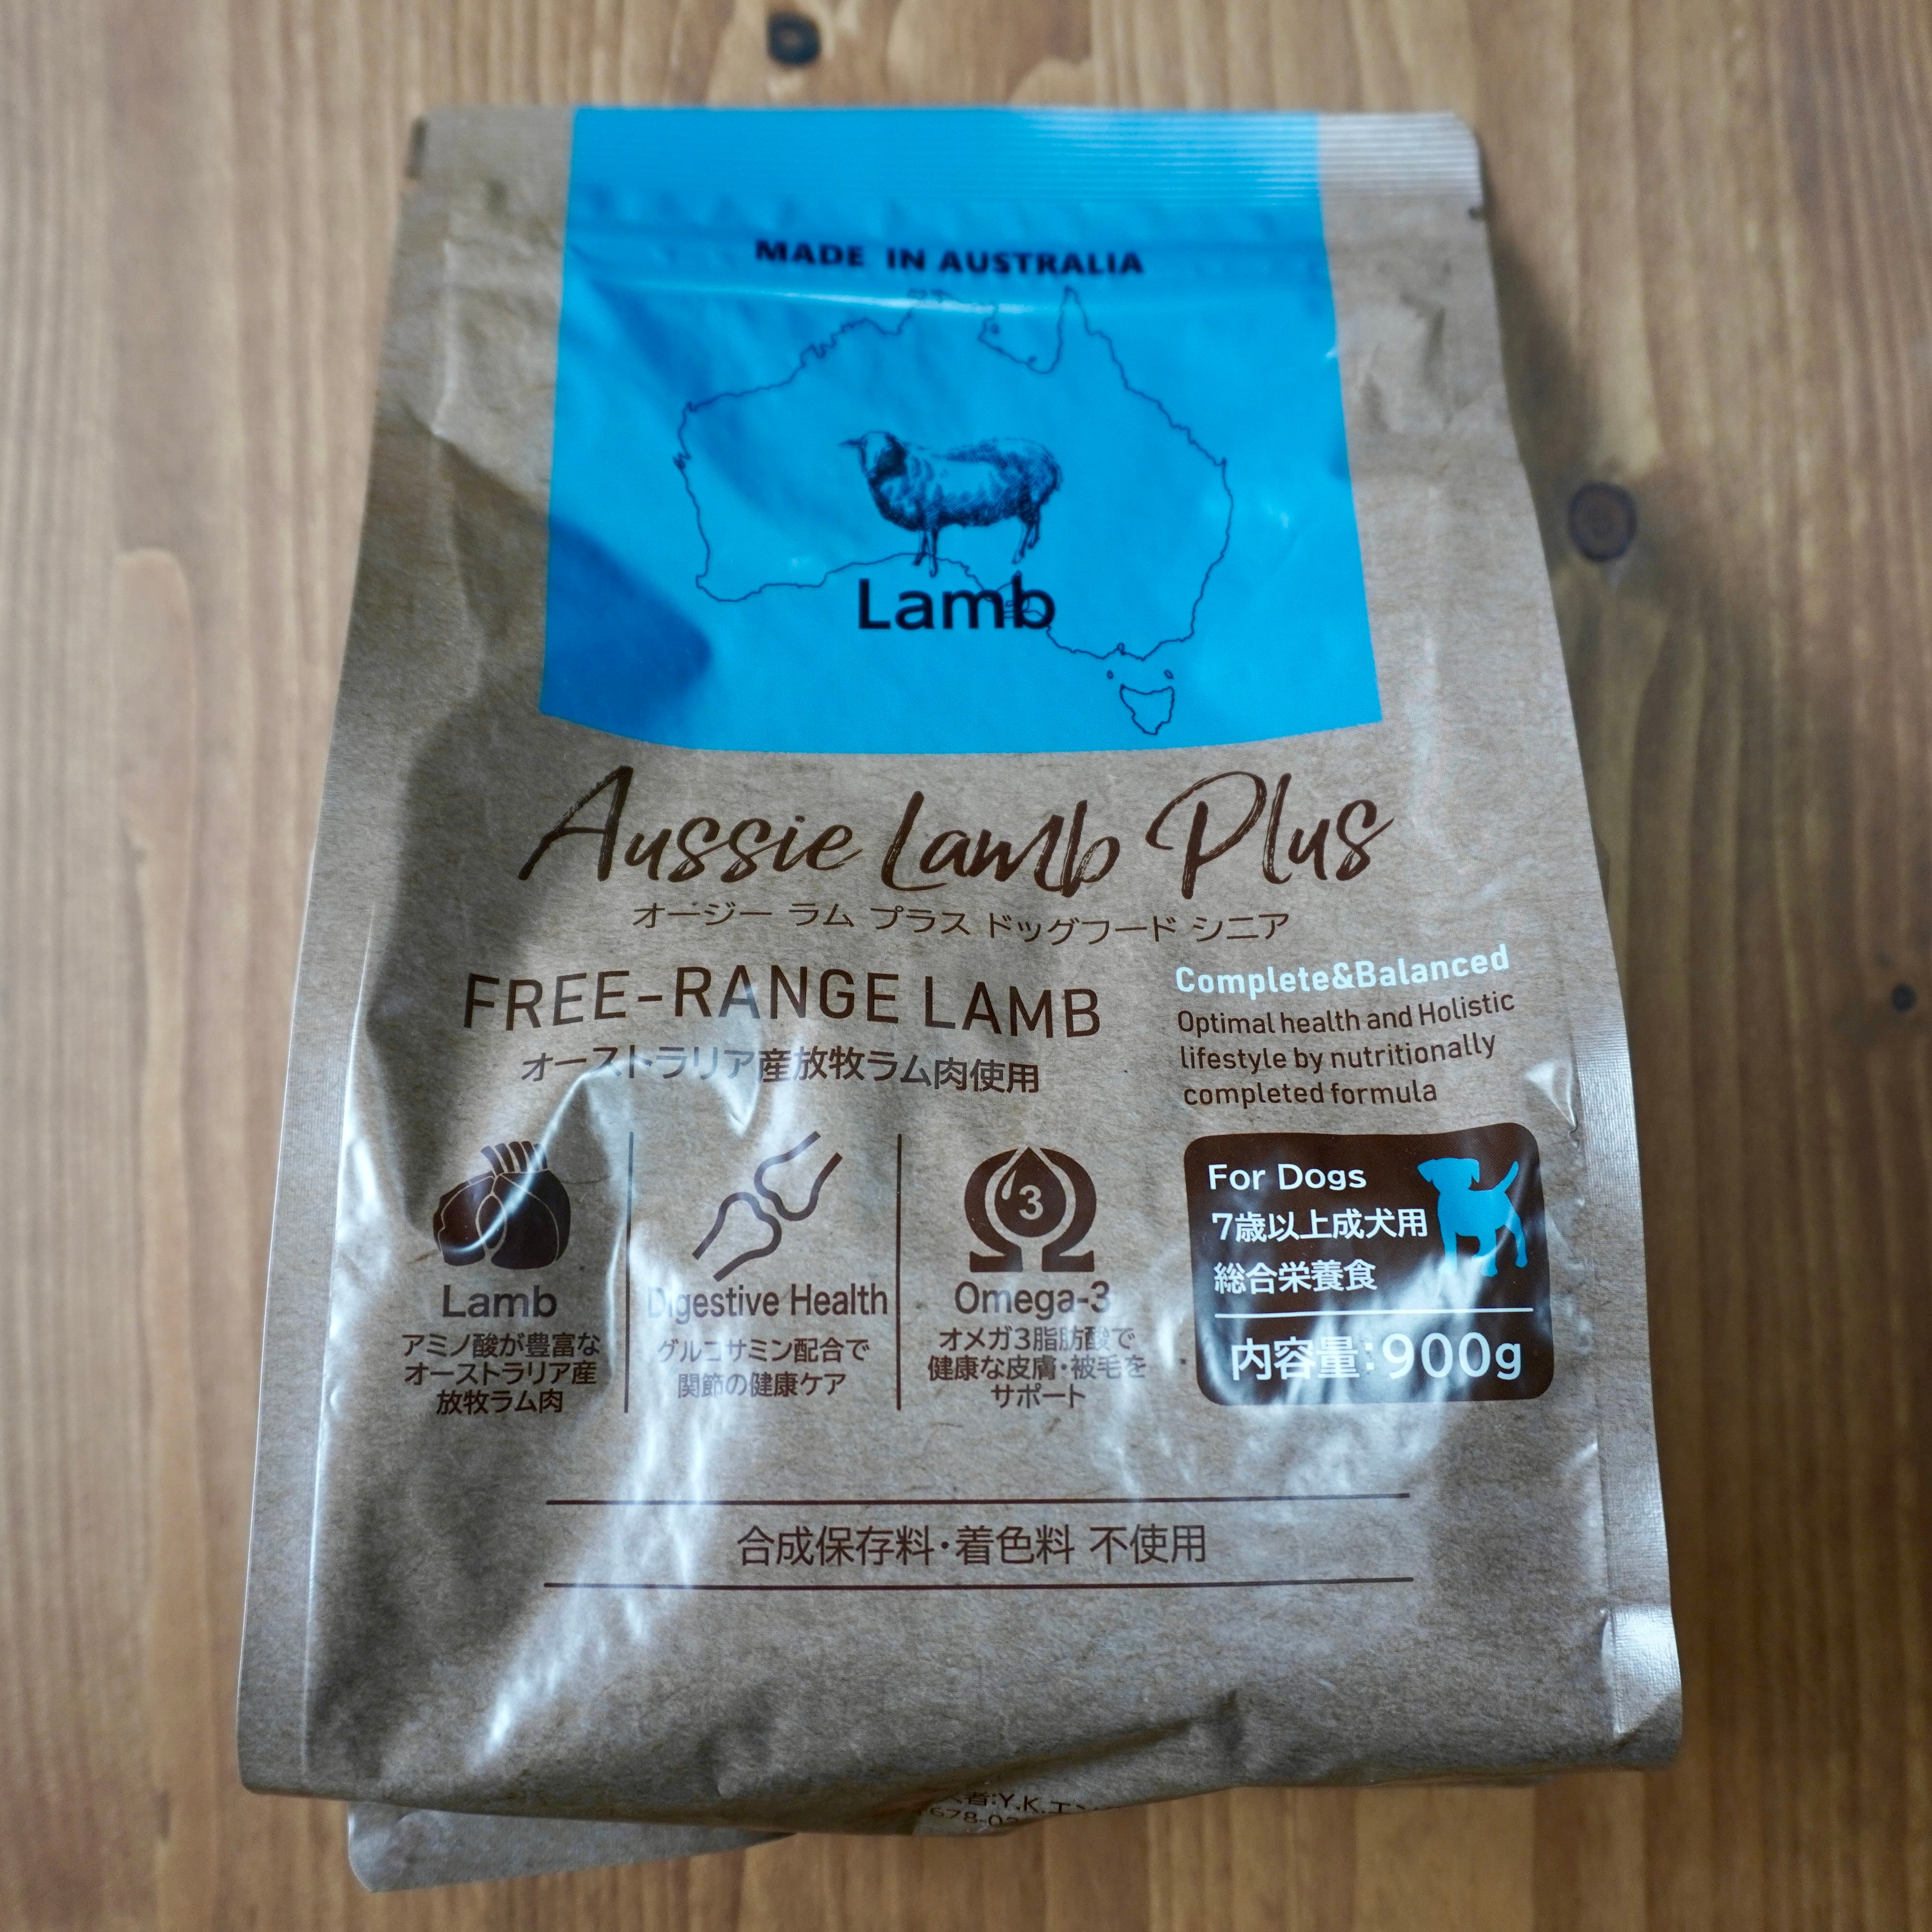 MADE IN AUSTRALIA
Lamb
Aussie Lamb Plus
オージー ラム プラス ドッグフード シニア
FREE-RANGE LAMB
オーストラリア産放牧ラム肉使用
Complete&Balanced
Optimal health and Holistic
lifestyle by nutritionally
completed formula
Lamb
アミノ酸が豊富な
オーストラリア産
放牧ラム肉
Digestive Health
グルコサミン配合で
関節の健康ケア
3
Omega-3
オメガ3脂肪酸で
健康な皮膚・被毛を
サポート
For Dogs
7歳以上成犬用
総合栄養食
内容量:900g
合成保存料・着色料 不使用
者:Y.K.エン
678-02